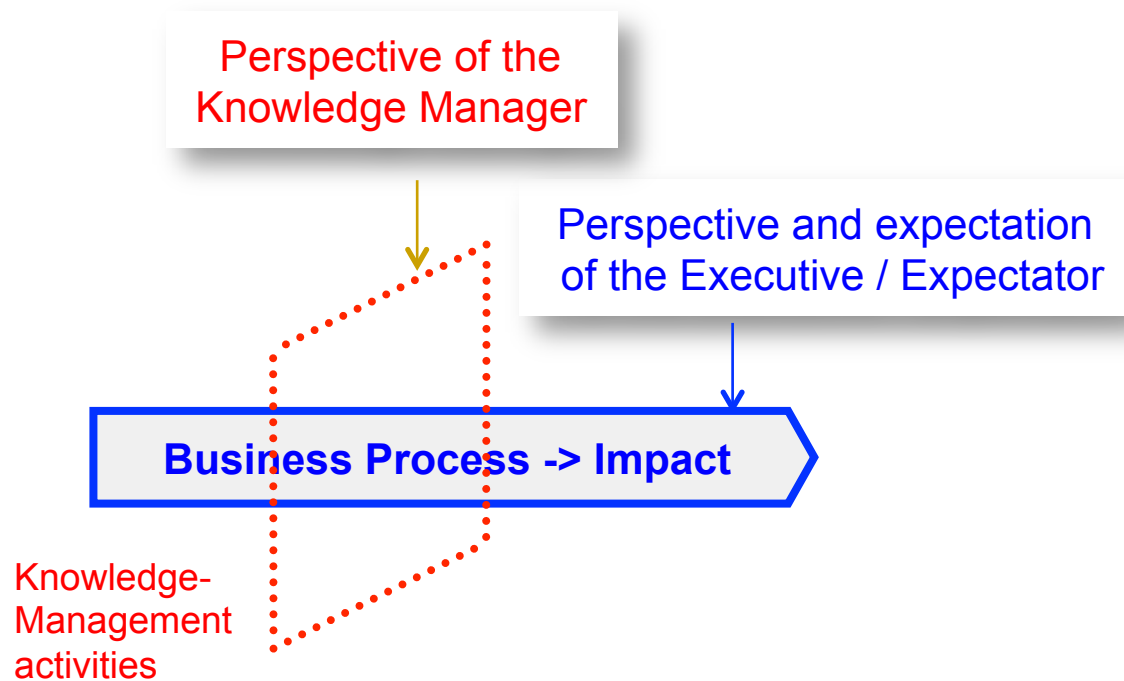 Perspective of the
Knowledge Manager
Perspective and expectation
of the Executive / Expectator
Business Process -> Impact
Knowledge-
Management
activities